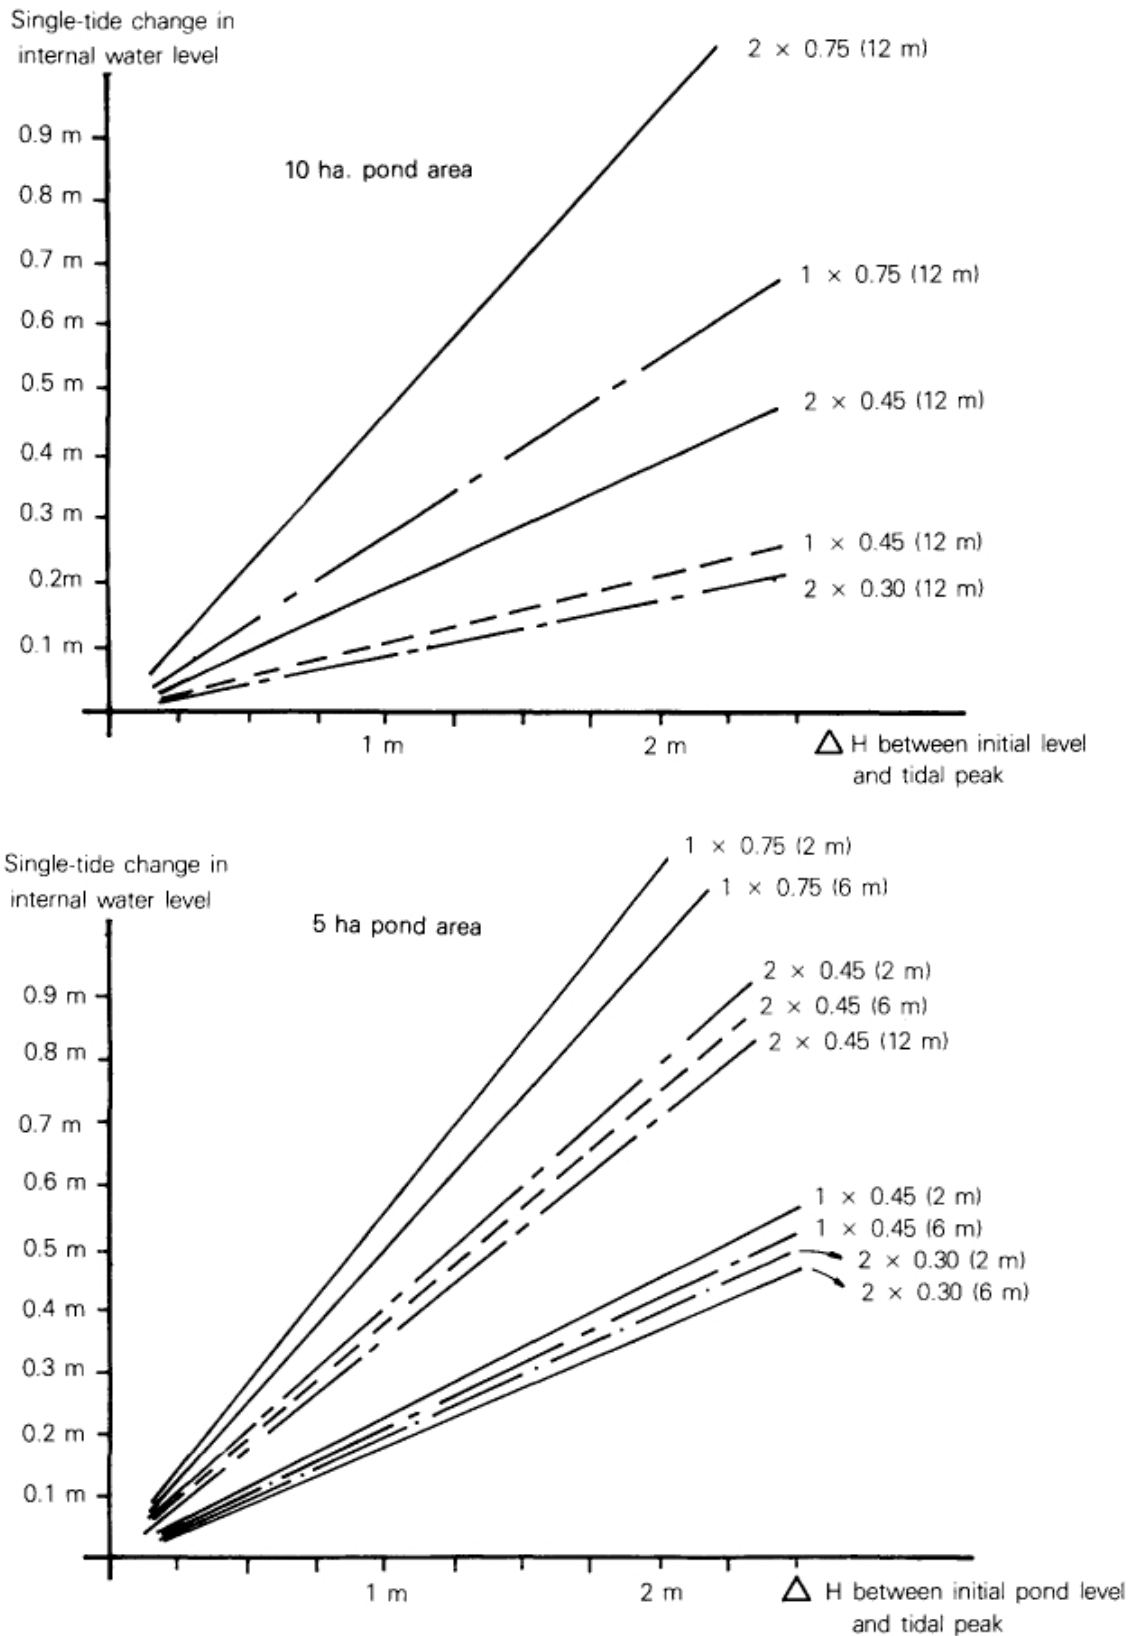 Single-tide change in
internal water level
2 × 0.75 (12 m)
0.9 m
10 ha. pond area
0.8 m
0.7 m
1 × 0.75 (12 m)
0.6 m
0.5 m
2 × 0.45 (12 m)
0.4 m
0.3 m
1 × 0.45 (12 m)
0.2m
2 × 0.30 (12 m)
0.1 m
1 m
2 m
△ H between initial level
and tidal peak
Single-tide change in
internal water level
1 × 0.75 (2 m)
1 × 0.75 (6 m)
5 ha pond area
2 × 0.45 (2 m)
0.9 m
2 × 0.45 (6 m)
2 × 0.45 (12 m)
0.8 m
0.7 m
0.6 m
1 × 0.45 (2 m)
1 × 0.45 (6 m)
0.5 m
2 × 0.30 (2 m)
2 × 0.30 (6 m)
0.4 m
0.3 m
0.2 m
0.1 m
1 m
2 m
△ H between initial pond level
and tidal peak